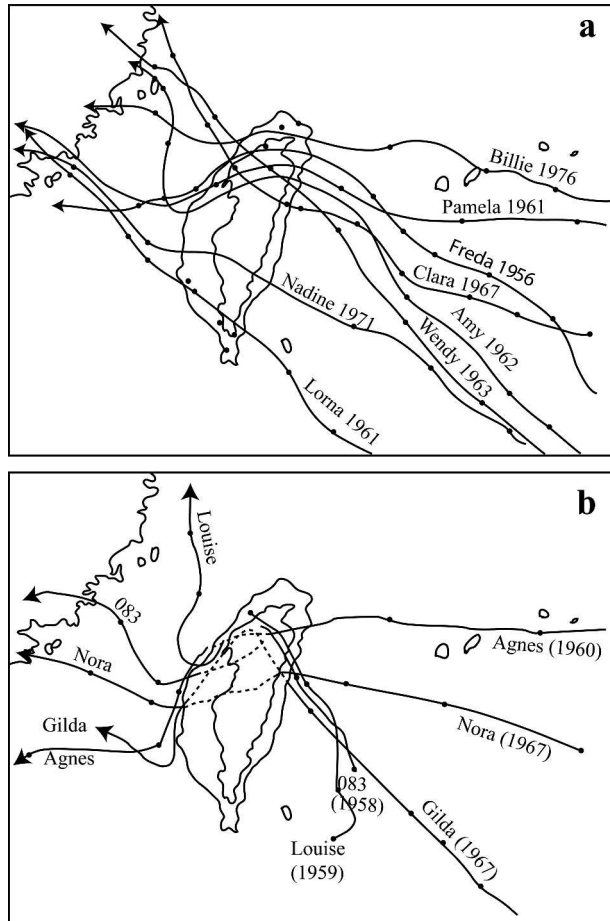 a
Billie 1976
Pamela 1961
Freda 1956
Clara 1967
Amy 1962
Wendy 1963
Nadine 1971
Lorna 1961
b
Louise
083
Nora
Gilda
Agnes
Agnes (1960)
Nora (1967)
083
(1958)
Gilda (1967)
Louise
(1959)